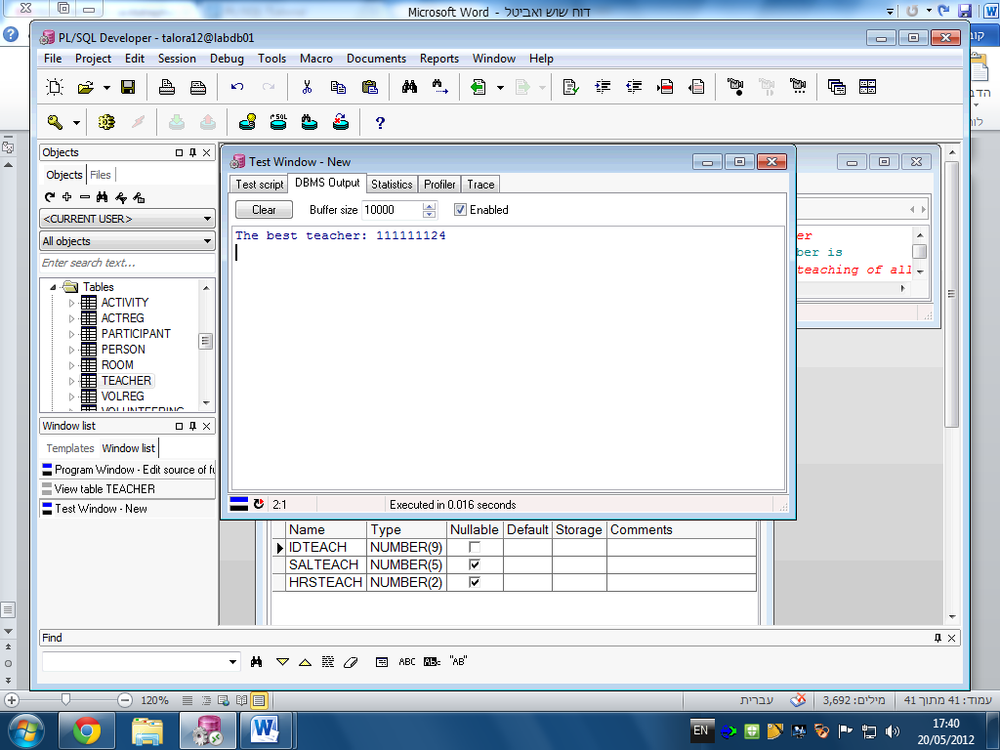 דוח שוש ואביטל - Microsoft Word
PL/SQL Developer - talora12@labdb01
קוב
File Project Edit Session Debug Tools Macro Documents Reports Window Help
הדב
לוח
SQL
Objects
Objects Files
<CURRENT USER>
All objects
Enter search text...
Tables
ACTIVITY
ACTREG
PARTICIPANT
PERSON
ROOM
TEACHER
VOLREG
VOLUNTEERING
Window list
Templates Window list
Program Window - Edit source of fu
View table TEACHER
Test Window - New
Test Window - New
Test script DBMS Output Statistics Profiler Trace
Clear Buffer size 10000 Enabled
The best teacher: 111111124
er
ber is
teaching of all
2:1 Executed in 0.016 seconds
Name Type Nullable Default Storage Comments
IDTEACH NUMBER(9)
SALTEACH NUMBER(5)
HRSTEACH NUMBER(2)
Find
ABC "AB"
120%
עברית
מילים: 3,692
עמוד: 41 מתוך 41
EN
17:40
20/05/2012